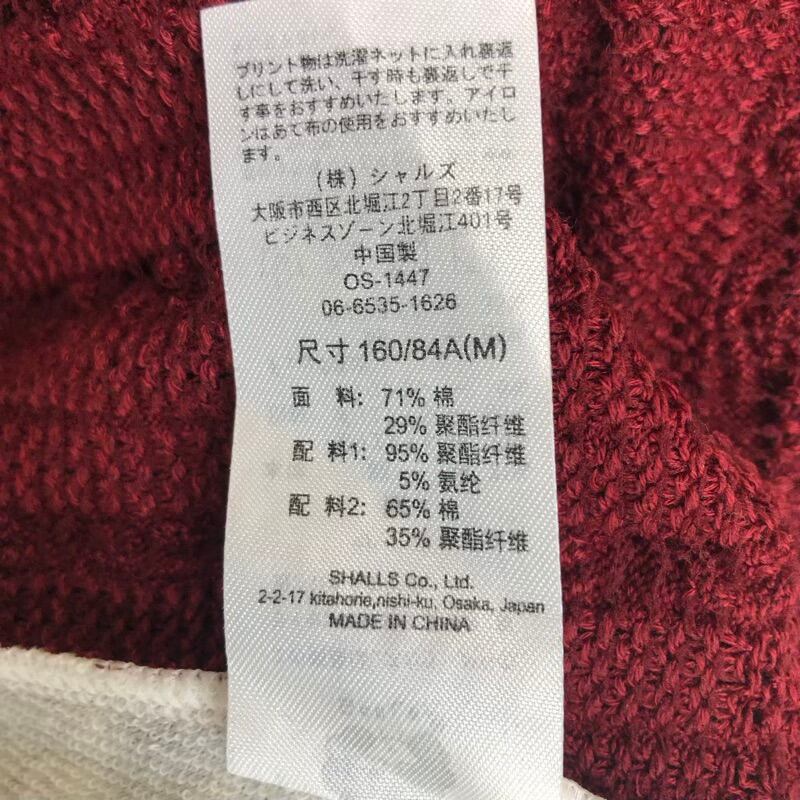 プリント物は洗濯ネットに入れ裏返
しにして洗い、干す時も裏返しで干
す事をおすすめいたします。アイロ
ンはあて布の使用をおすすめいたし
ます。
(株) シャルズ
大阪市西区北堀江2丁目2番17号
ビジネスゾーン北堀江401号
中国製
OS-1447
06-6535-1626
尺寸 160/84A(M)
面 料: 71% 棉
29% 聚酯纤维
配 料1: 95% 聚酯纤维
5% 氨纶
配 料2: 65% 棉
35% 聚酯纤维
SHALLS Co., Ltd.
2-2-17 kitahorie,nishi-ku, Osaka, Japan
MADE IN CHINA